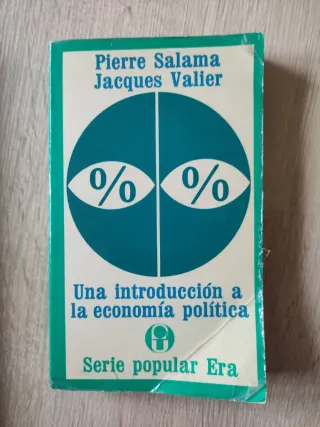 Pierre Salama
Jacques Valier
% %
Una introducción a
la economía política
Serie popular Era